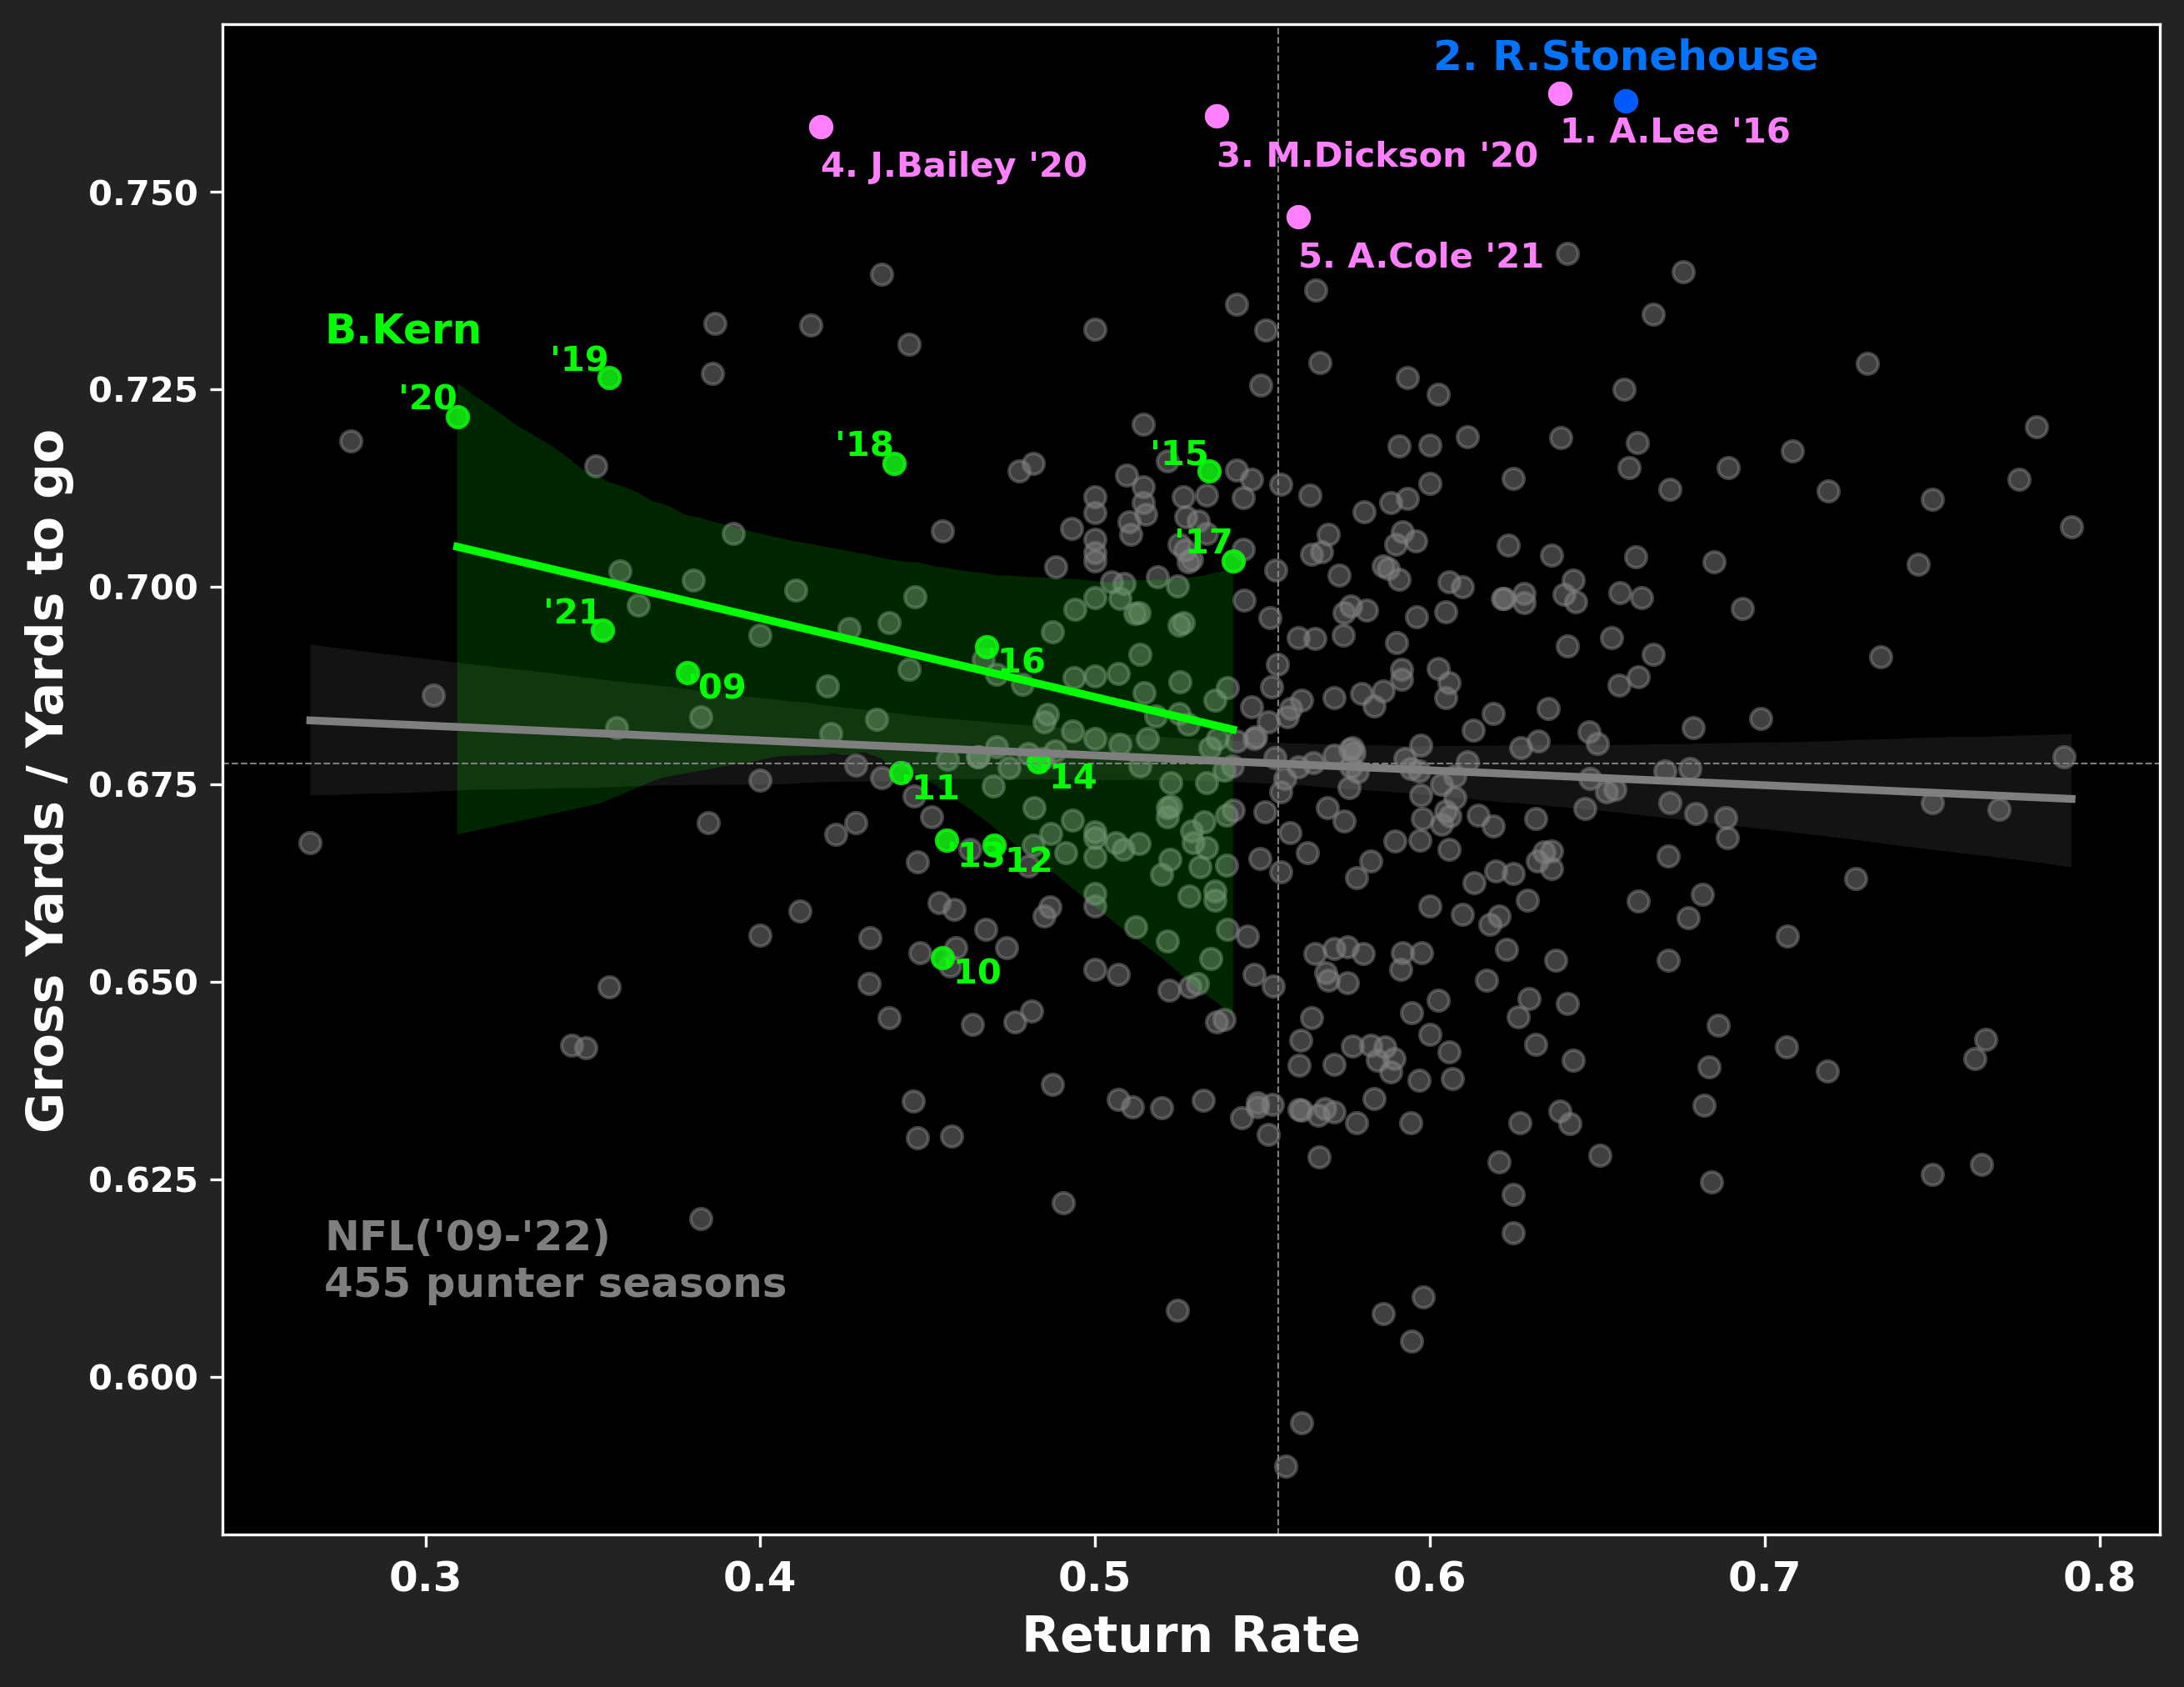 2. R.Stonehouse
1. A.Lee '16
4. J.Bailey '20
3. M.Dickson '20
5. A.Cole '21
B.Kern
'19
'20
'18
'15
'17
'21
'16
'09
'11
'14
'13
'12
'10
NFL('09-'22)
455 punter seasons
0.750
0.725
0.700
0.675
0.650
0.625
0.600
Gross Yards / Yards to go
0.3
0.4
0.5
0.6
0.7
0.8
Return Rate